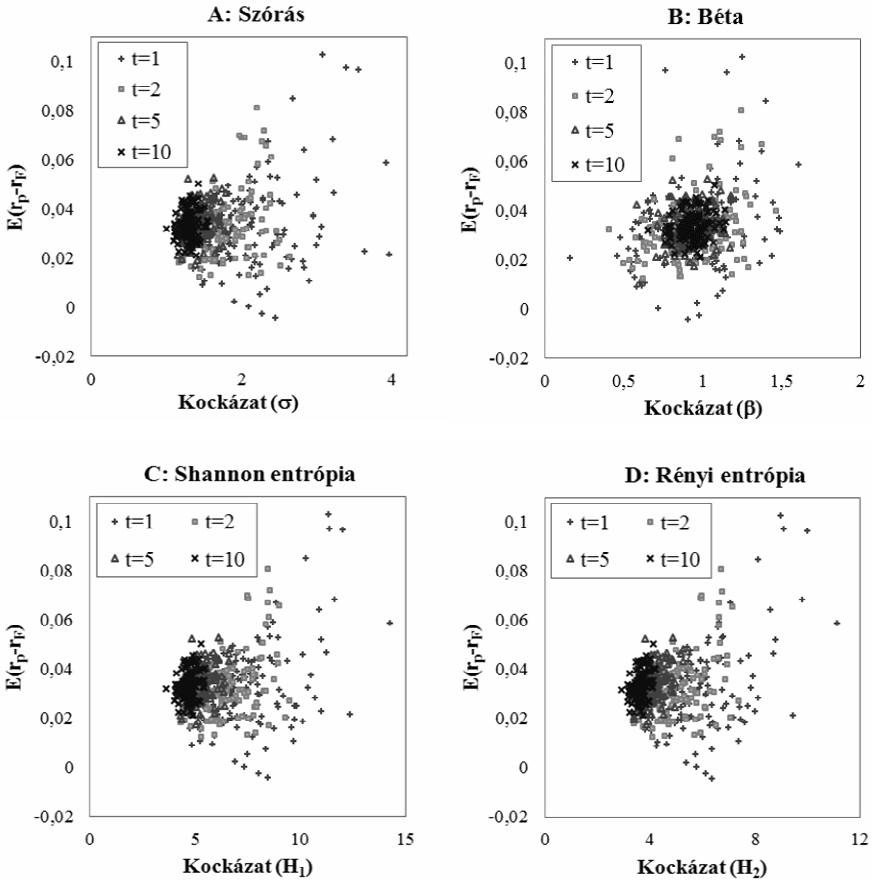 A: Szórás
t=1
t=2
t=5
t=10
0,1
0,08
0,06
0,04
0,02
0
-0,02
E(rp-rF)
0 2 4
Kockázat (σ)
B: Béta
t=1
t=2
t=5
t=10
0,1
0,08
0,06
0,04
0,02
0
-0,02
E(rp-rF)
0 0,5 1 1,5 2
Kockázat (β)
C: Shannon entrópia
t=1 t=2
t=5 t=10
0,1
0,08
0,06
0,04
0,02
0
-0,02
E(rp-rF)
0 5 10 15
Kockázat (H1)
D: Rényi entrópia
t=1 t=2
t=5 t=10
0,1
0,08
0,06
0,04
0,02
0
-0,02
E(rp-rF)
0 4 8 12
Kockázat (H2)